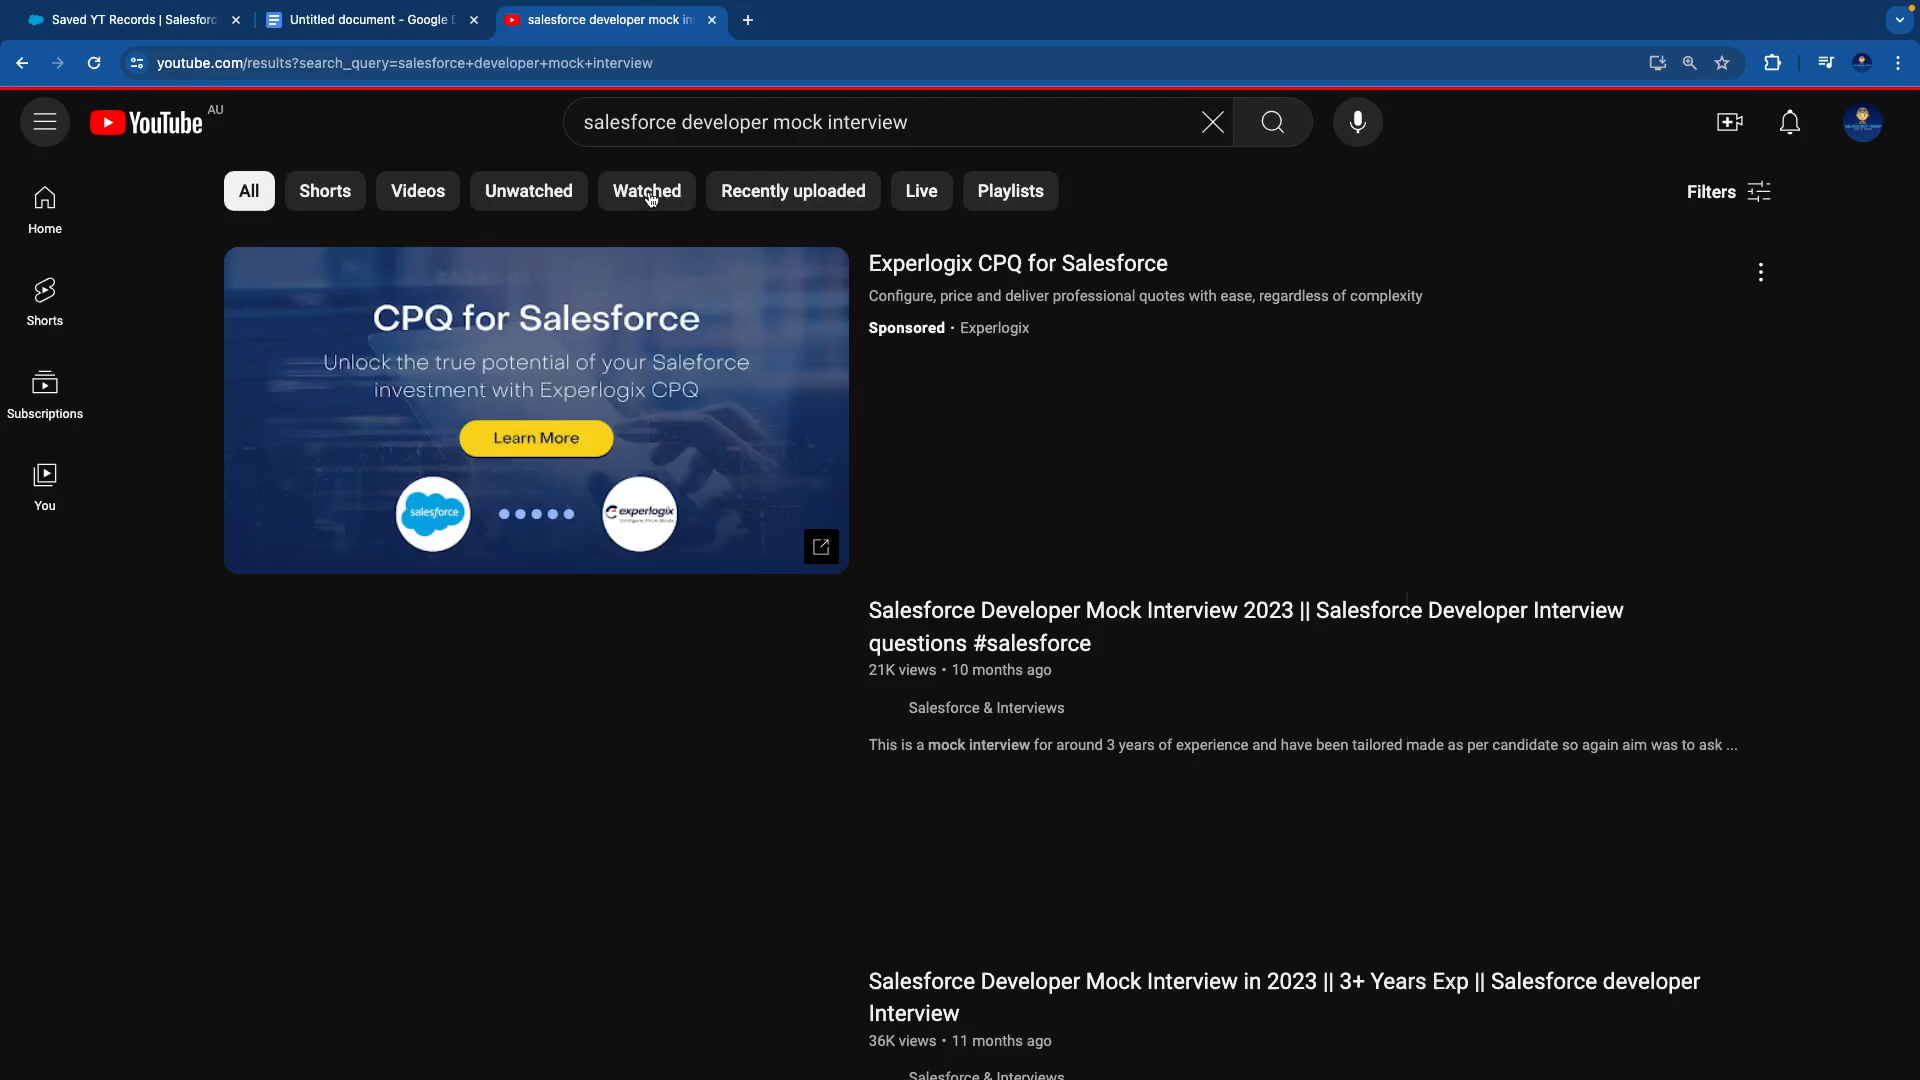 Saved YT Records | Salesforc
Untitled document - Google D
salesforce developer mock in
youtube.com/results?search_query=salesforce+developer+mock+interview
YouTube AU
salesforce developer mock interview
All
Shorts
Videos
Unwatched
Watched
Recently uploaded
Live
Playlists
Filters
Home
Shorts
Subscriptions
You
CPQ for Salesforce
Unlock the true potential of your Saleforce
investment with Experlogix CPQ
Learn More
salesforce
experlogix
Experlogix CPQ for Salesforce
Configure, price and deliver professional quotes with ease, regardless of complexity
Sponsored • Experlogix
Salesforce Developer Mock Interview 2023 || Salesforce Developer Interview
questions #salesforce
21K views • 10 months ago
Salesforce & Interviews
This is a mock interview for around 3 years of experience and have been tailored made as per candidate so again aim was to ask ...
Salesforce Developer Mock Interview in 2023 || 3+ Years Exp || Salesforce developer
Interview
36K views • 11 months ago
Salesforce & Interviews